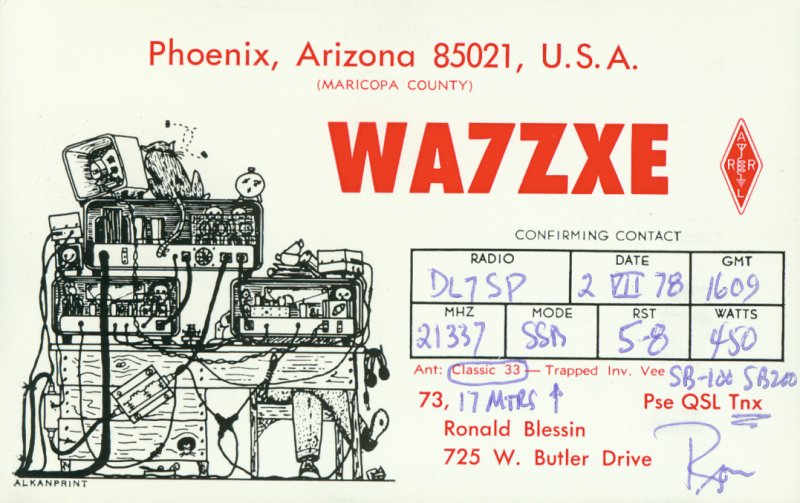 Phoenix, Arizona 85021, U.S.A.
(MARICOPA COUNTY)
WA7ZXE
A
R R
L
CONFIRMING CONTACT
RADIO DATE GMT
DL7SP 2 VII 78 1609
MHZ MODE RST WATTS
21337 SSB 5-8 450
Ant: Classic 33 — Trapped Inv. Vee SB-100 SB200
73, 17 MTRS ↑ Pse QSL Tnx
Ronald Blessin
725 W. Butler Drive Ron
ALKANPRINT